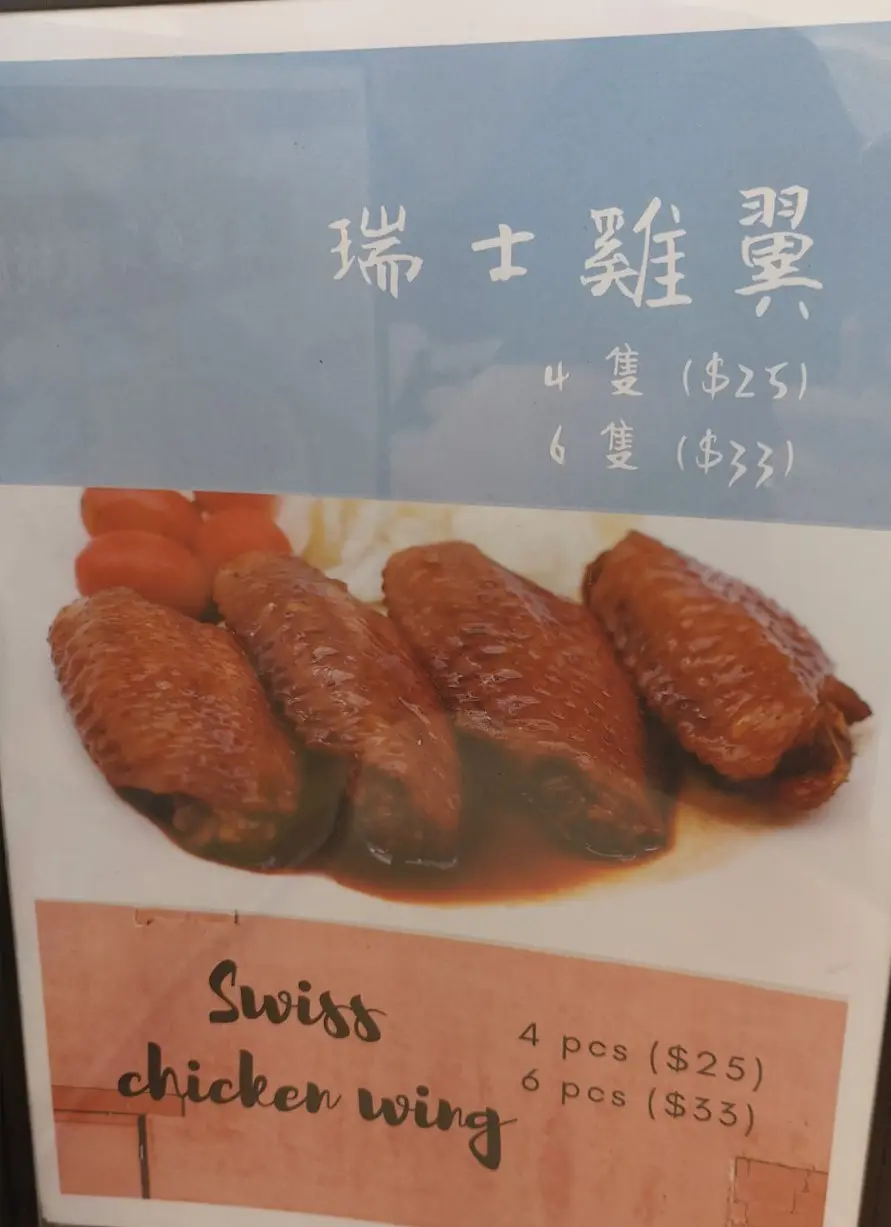 瑞士雞翼
4 隻 ($25)
6 隻 ($33)
Swiss
chicken wing
4 pcs ($25)
6 pcs ($33)